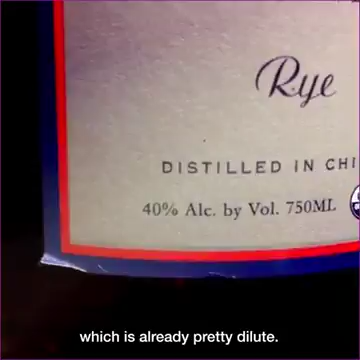 Rye
DISTILLED IN CHI
40% Alc. by Vol. 750ML
which is already pretty dilute.